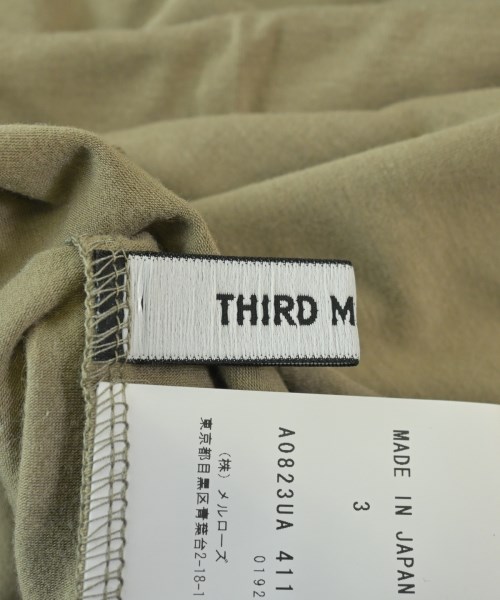 THIRD M
MADE IN JAPAN
3
A0823UA 411
0192
(株) メルローズ
東京都目黒区青葉台2-18-1